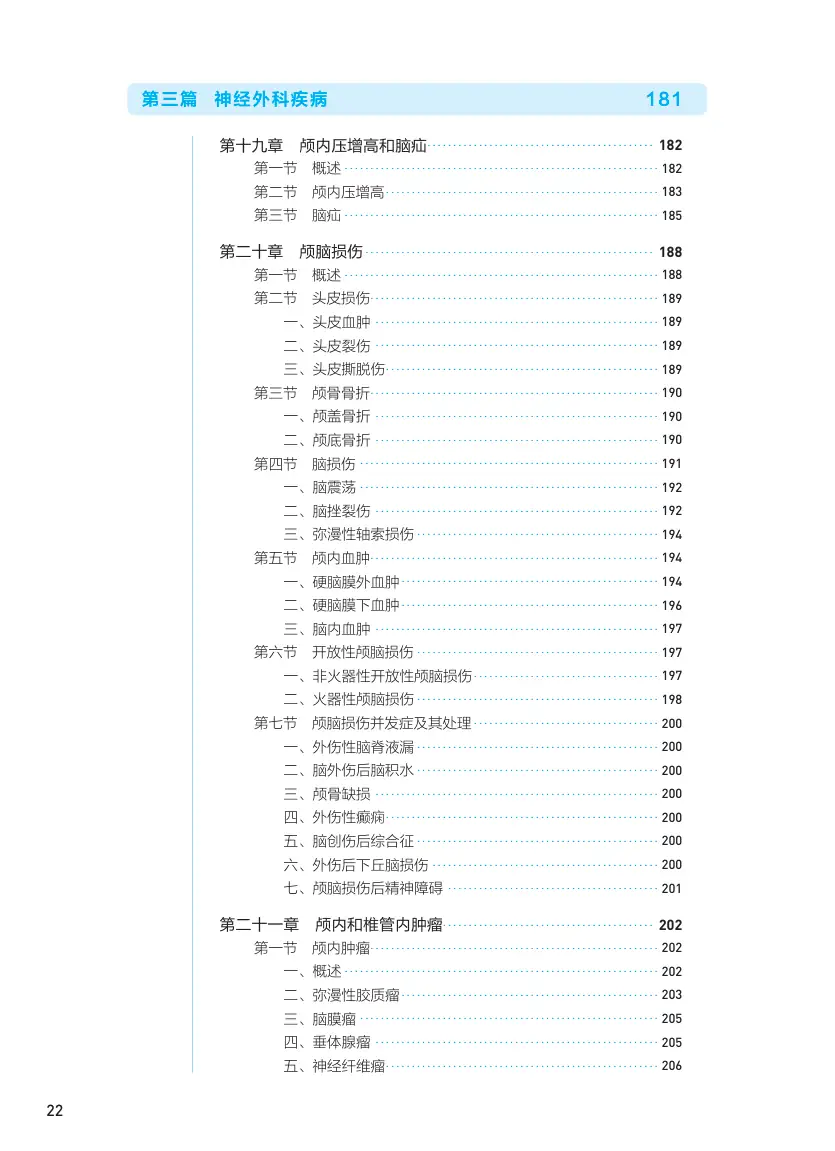 第三篇 神经外科疾病 181
第十九章 颅内压增高和脑疝 182
第一节 概述 182
第二节 颅内压增高 183
第三节 脑疝 185
第二十章 颅脑损伤 188
第一节 概述 188
第二节 头皮损伤 189
一、头皮血肿 189
二、头皮裂伤 189
三、头皮撕脱伤 189
第三节 颅骨骨折 190
一、颅盖骨折 190
二、颅底骨折 190
第四节 脑损伤 191
一、脑震荡 192
二、脑挫裂伤 192
三、弥漫性轴索损伤 194
第五节 颅内血肿 194
一、硬脑膜外血肿 194
二、硬脑膜下血肿 196
三、脑内血肿 197
第六节 开放性颅脑损伤 197
一、非火器性开放性颅脑损伤 197
二、火器性颅脑损伤 198
第七节 颅脑损伤并发症及其处理 200
一、外伤性脑脊液漏 200
二、脑外伤后脑积水 200
三、颅骨缺损 200
四、外伤性癫痫 200
五、脑创伤后综合征 200
六、外伤后下丘脑损伤 200
七、颅脑损伤后精神障碍 201
第二十一章 颅内和椎管内肿瘤 202
第一节 颅内肿瘤 202
一、概述 202
二、弥漫性胶质瘤 203
三、脑膜瘤 205
四、垂体腺瘤 205
五、神经纤维瘤 206
22